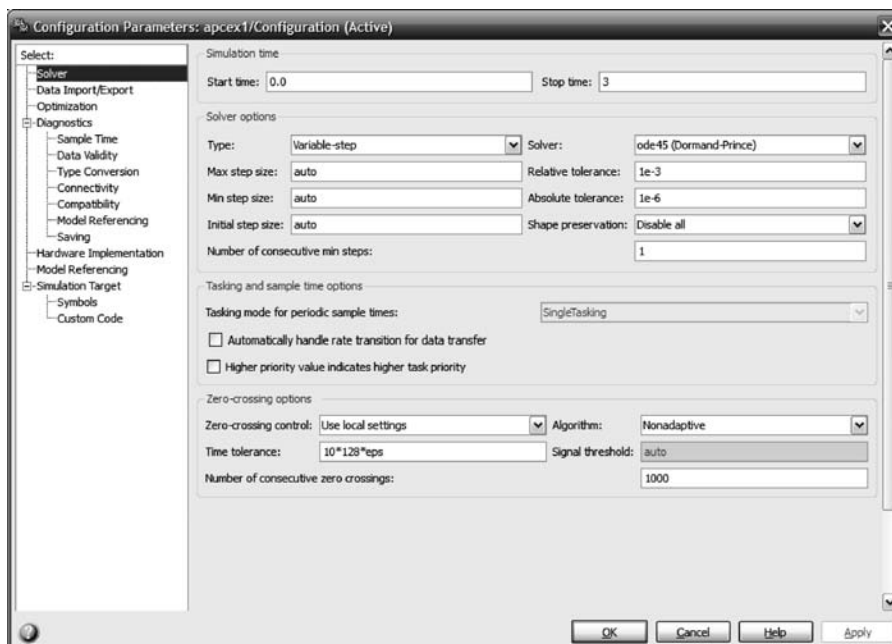 Configuration Parameters: apcex1/Configuration (Active)
Select:
Solver
Data Import/Export
Optimization
Diagnostics
Sample Time
Data Validity
Type Conversion
Connectivity
Compatibility
Model Referencing
Saving
Hardware Implementation
Model Referencing
Simulation Target
Symbols
Custom Code
Simulation time
Start time: 0.0 Stop time: 3
Solver options
Type: Variable-step Solver: ode45 (Dormand-Prince)
Max step size: auto Relative tolerance: 1e-3
Min step size: auto Absolute tolerance: 1e-6
Initial step size: auto Shape preservation: Disable all
Number of consecutive min steps: 1
Tasking and sample time options
Tasking mode for periodic sample times: SingleTasking
Automatically handle rate transition for data transfer
Higher priority value indicates higher task priority
Zero-crossing options
Zero-crossing control: Use local settings Algorithm: Nonadaptive
Time tolerance: 10*128*eps Signal threshold: auto
Number of consecutive zero crossings: 1000
OK Cancel Help Apply